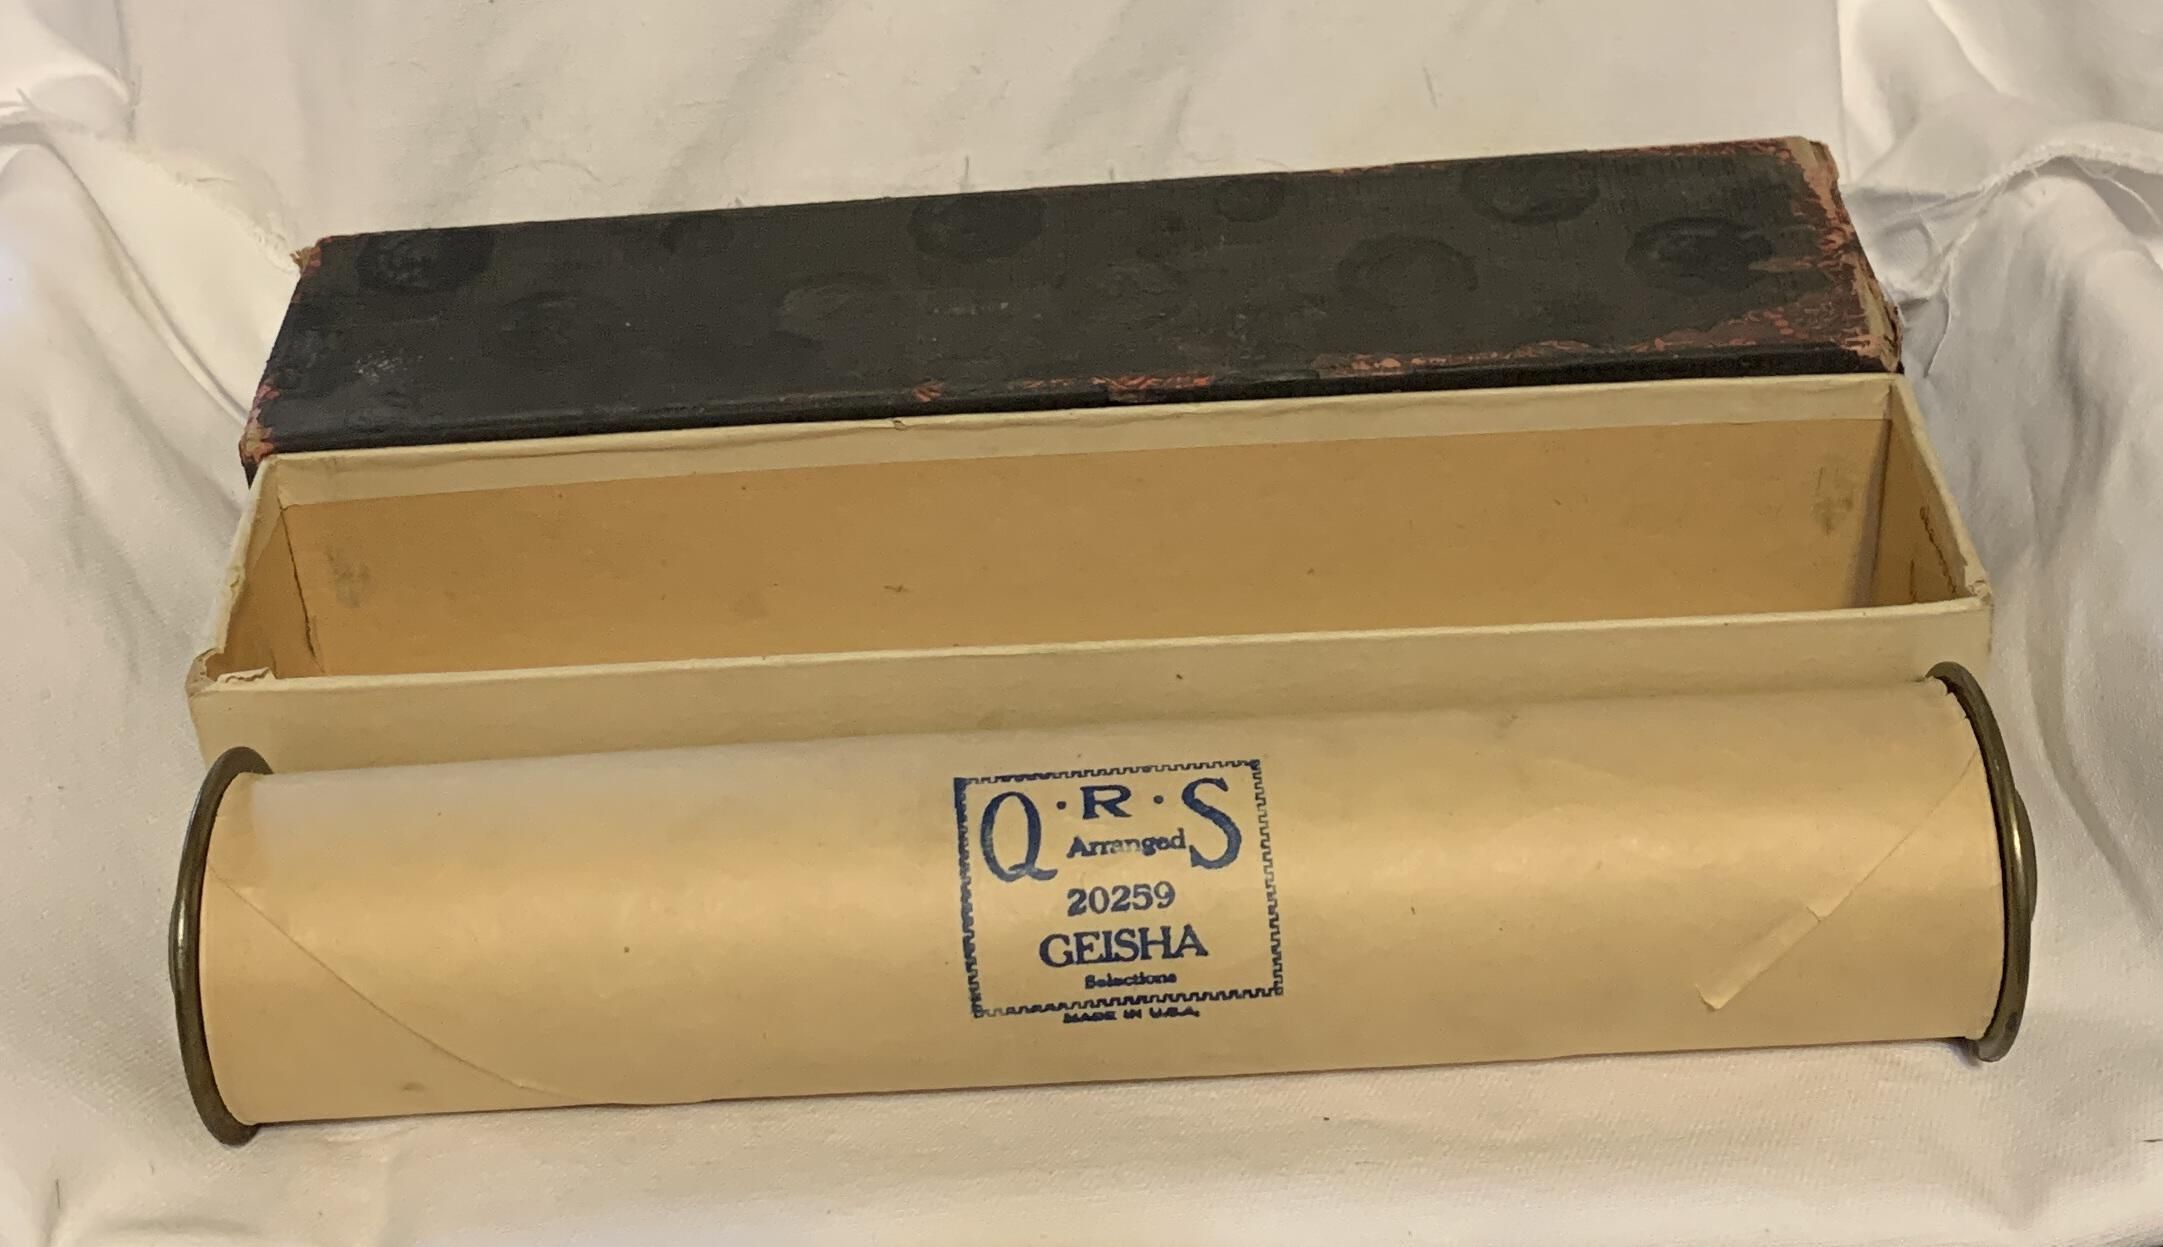 Q·R·S
Arranged
20259
GEISHA
Selections
MADE IN U.S.A.